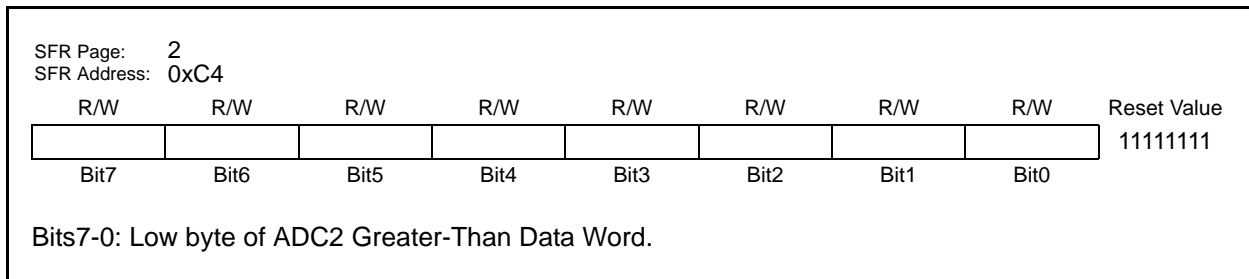 SFR Page: 2
SFR Address: 0xC4
R/W R/W R/W R/W R/W R/W R/W R/W Reset Value
11111111
Bit7 Bit6 Bit5 Bit4 Bit3 Bit2 Bit1 Bit0
Bits7-0: Low byte of ADC2 Greater-Than Data Word.